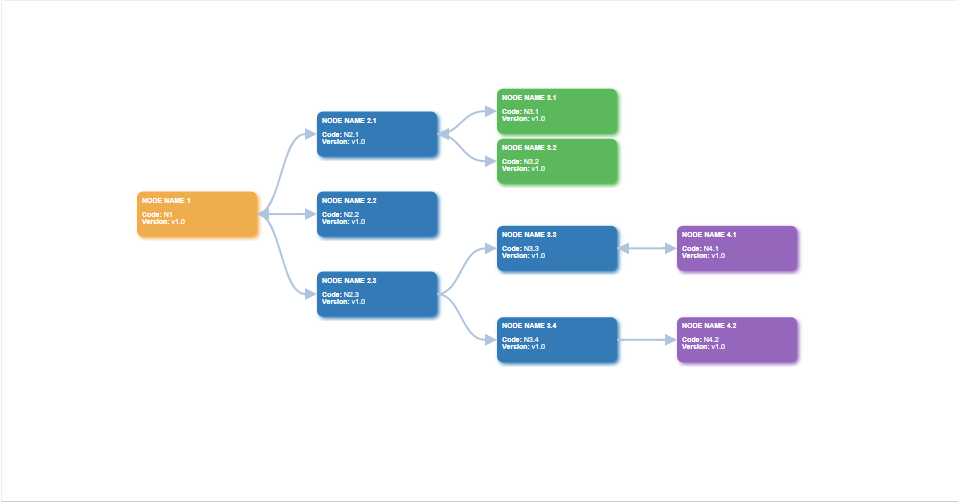 NODE NAME 1
Code: N1
Version: v1.0
NODE NAME 2.1
Code: N2.1
Version: v1.0
NODE NAME 2.2
Code: N2.2
Version: v1.0
NODE NAME 2.3
Code: N2.3
Version: v1.0
NODE NAME 3.1
Code: N3.1
Version: v1.0
NODE NAME 3.2
Code: N3.2
Version: v1.0
NODE NAME 3.3
Code: N3.3
Version: v1.0
NODE NAME 3.4
Code: N3.4
Version: v1.0
NODE NAME 4.1
Code: N4.1
Version: v1.0
NODE NAME 4.2
Code: N4.2
Version: v1.0